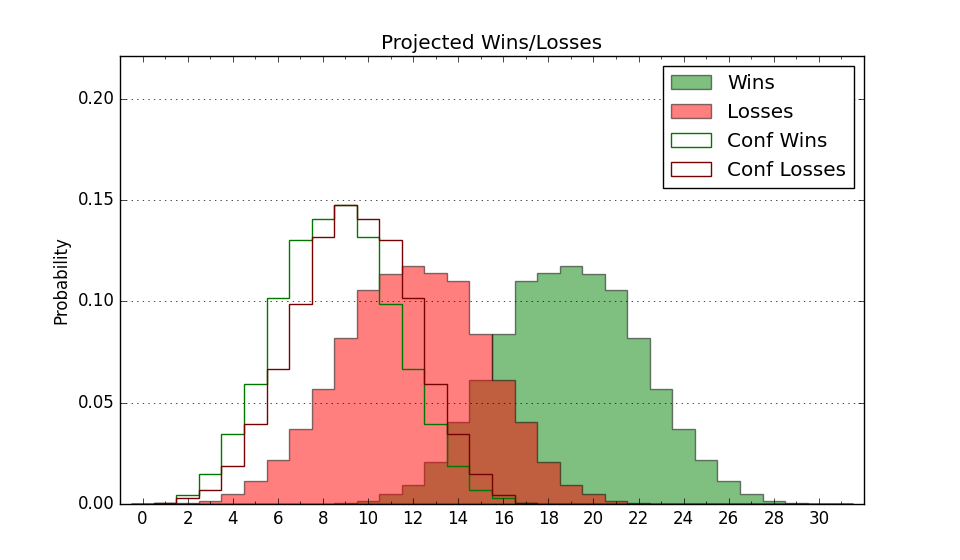 Projected Wins/Losses
Wins
Losses
Conf Wins
Conf Losses
Probability
0.20
0.15
0.10
0.05
0.00
0 2 4 6 8 10 12 14 16 18 20 22 24 26 28 30